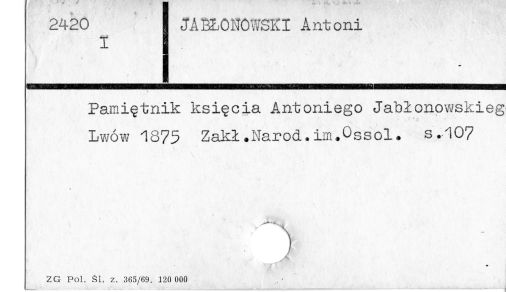 2420
I
JABŁONOWSKI Antoni
Pamiętnik księcia Antoniego Jabłonowskieg
Lwów 1875 Zakł.Narod.im.Ossol. s.107
ZG Pol. Śl. z. 365/69. 120 000